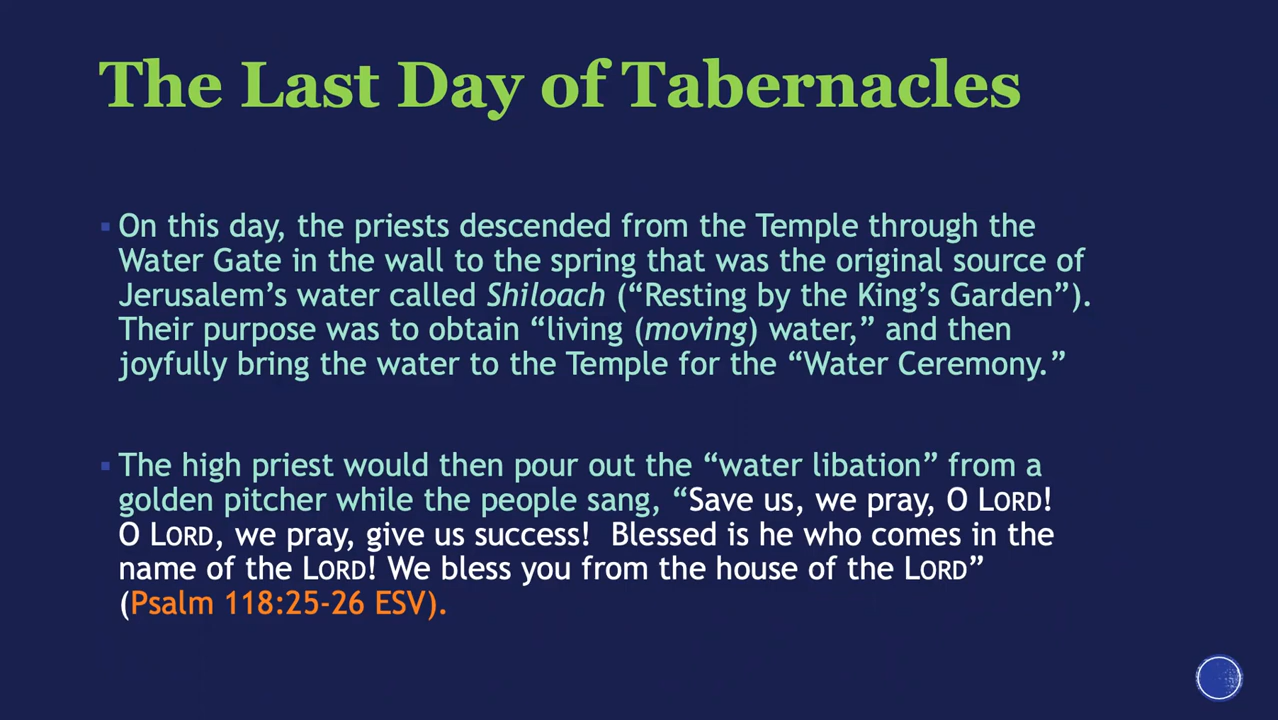 The Last Day of Tabernacles
▪ On this day, the priests descended from the Temple through the
Water Gate in the wall to the spring that was the original source of
Jerusalem’s water called Shiloach (“Resting by the King’s Garden”).
Their purpose was to obtain “living (moving) water,” and then
joyfully bring the water to the Temple for the “Water Ceremony.”
▪ The high priest would then pour out the “water libation” from a
golden pitcher while the people sang, “Save us, we pray, O LORD!
O LORD, we pray, give us success!  Blessed is he who comes in the
name of the LORD! We bless you from the house of the LORD”
(Psalm 118:25-26 ESV).